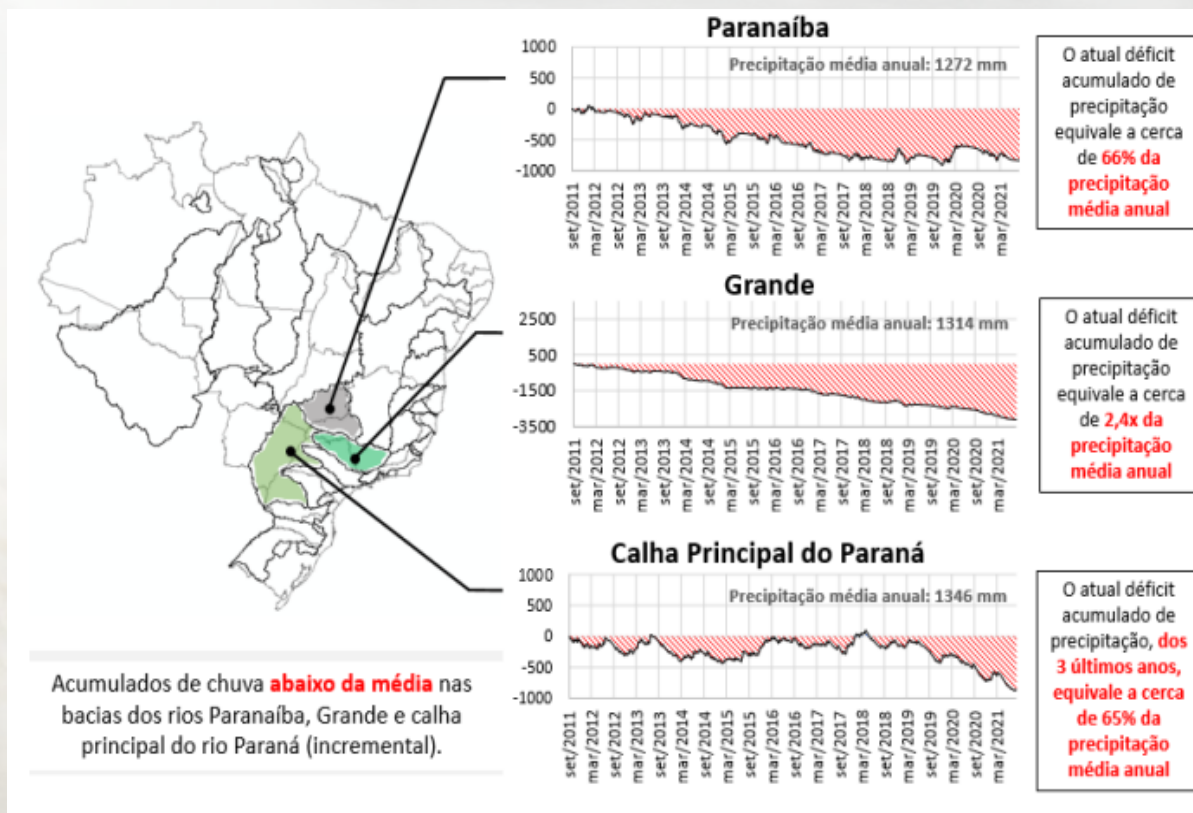 Paranaíba
Precipitação média anual: 1272 mm
1000
500
0
-500
-1000
set/2011
mar/2012
set/2012
mar/2013
set/2013
mar/2014
set/2014
mar/2015
set/2015
mar/2016
set/2016
mar/2017
set/2017
mar/2018
set/2018
mar/2019
set/2019
mar/2020
set/2020
mar/2021
O atual déficit
acumulado de
precipitação
equivale a cerca
de 66% da
precipitação
média anual
Grande
Precipitação média anual: 1314 mm
2500
500
-1500
-3500
set/2011
mar/2012
set/2012
mar/2013
set/2013
mar/2014
set/2014
mar/2015
set/2015
mar/2016
set/2016
mar/2017
set/2017
mar/2018
set/2018
mar/2019
set/2019
mar/2020
set/2020
mar/2021
O atual déficit
acumulado de
precipitação
equivale a cerca
de 2,4x da
precipitação
média anual
Calha Principal do Paraná
Precipitação média anual: 1346 mm
1000
500
0
-500
-1000
set/2011
mar/2012
set/2012
mar/2013
set/2013
mar/2014
set/2014
mar/2015
set/2015
mar/2016
set/2016
mar/2017
set/2017
mar/2018
set/2018
mar/2019
set/2019
mar/2020
set/2020
mar/2021
O atual déficit
acumulado de
precipitação, dos
3 últimos anos,
equivale a cerca
de 65% da
precipitação
média anual
Acumulados de chuva abaixo da média nas
bacias dos rios Paranaíba, Grande e calha
principal do rio Paraná (incremental).